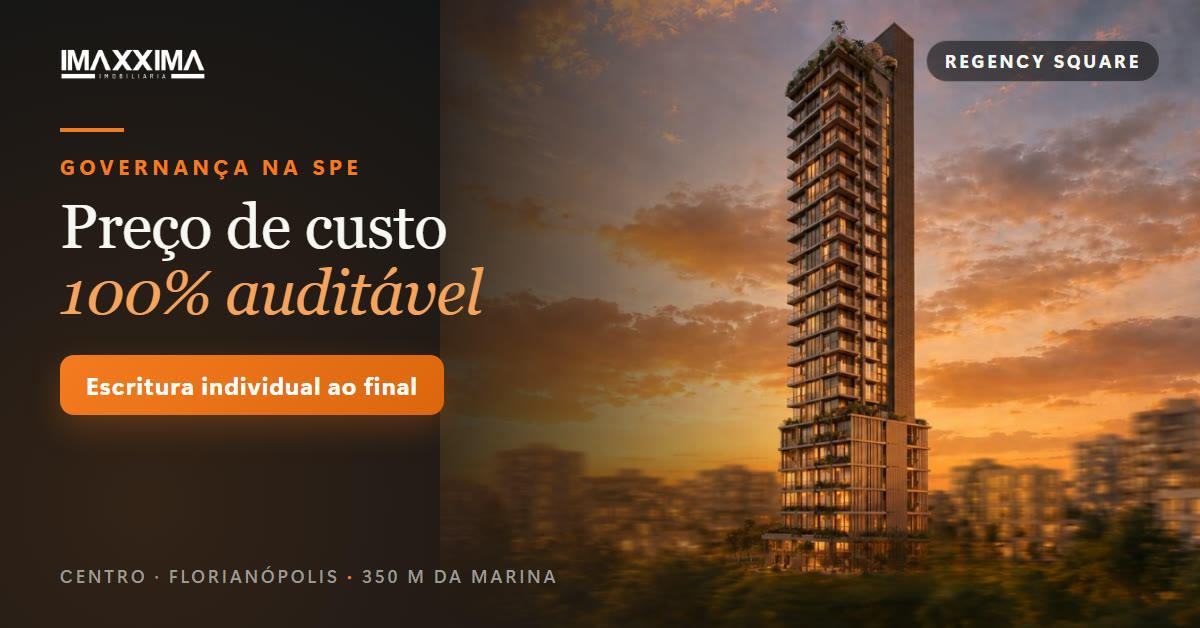 IMAXXIMA
IMOBILIARIA
REGENCY SQUARE
GOVERNANÇA NA SPE
Preço de custo
100% auditável
Escritura individual ao final
CENTRO · FLORIANÓPOLIS · 350 M DA MARINA